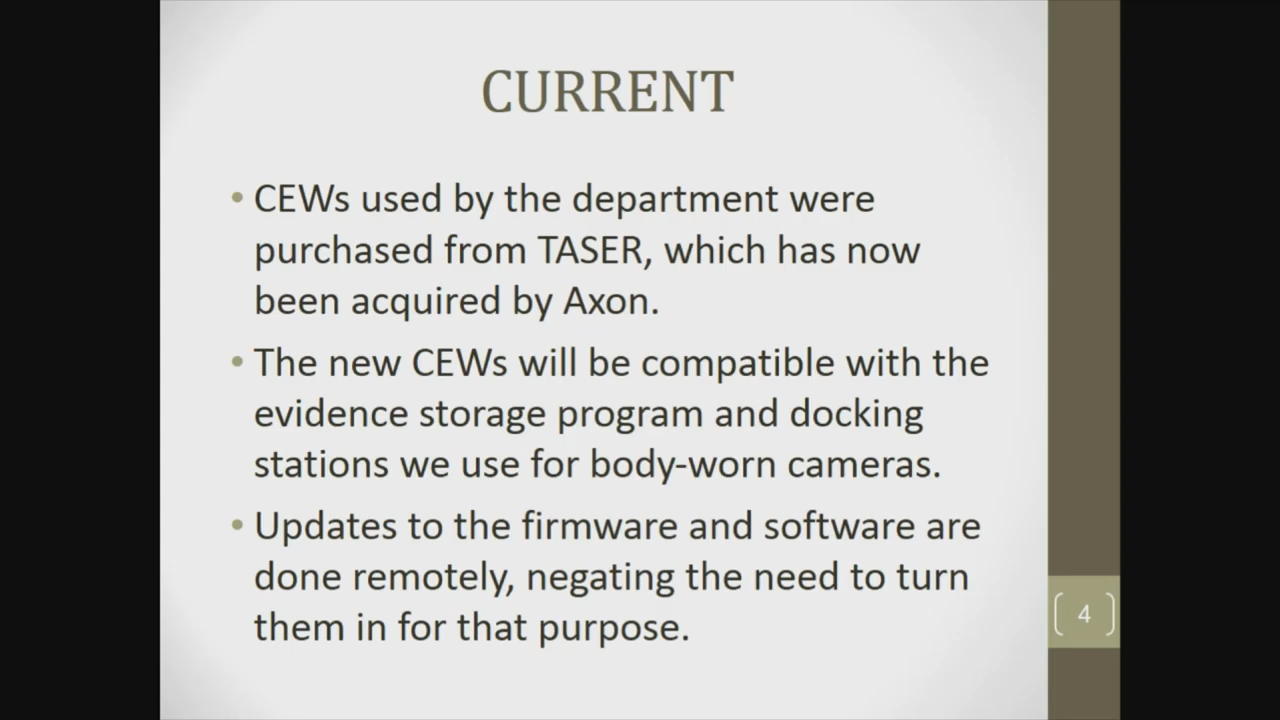 CURRENT
• CEWs used by the department were
purchased from TASER, which has now
been acquired by Axon.
• The new CEWs will be compatible with the
evidence storage program and docking
stations we use for body-worn cameras.
• Updates to the firmware and software are
done remotely, negating the need to turn
them in for that purpose.
4